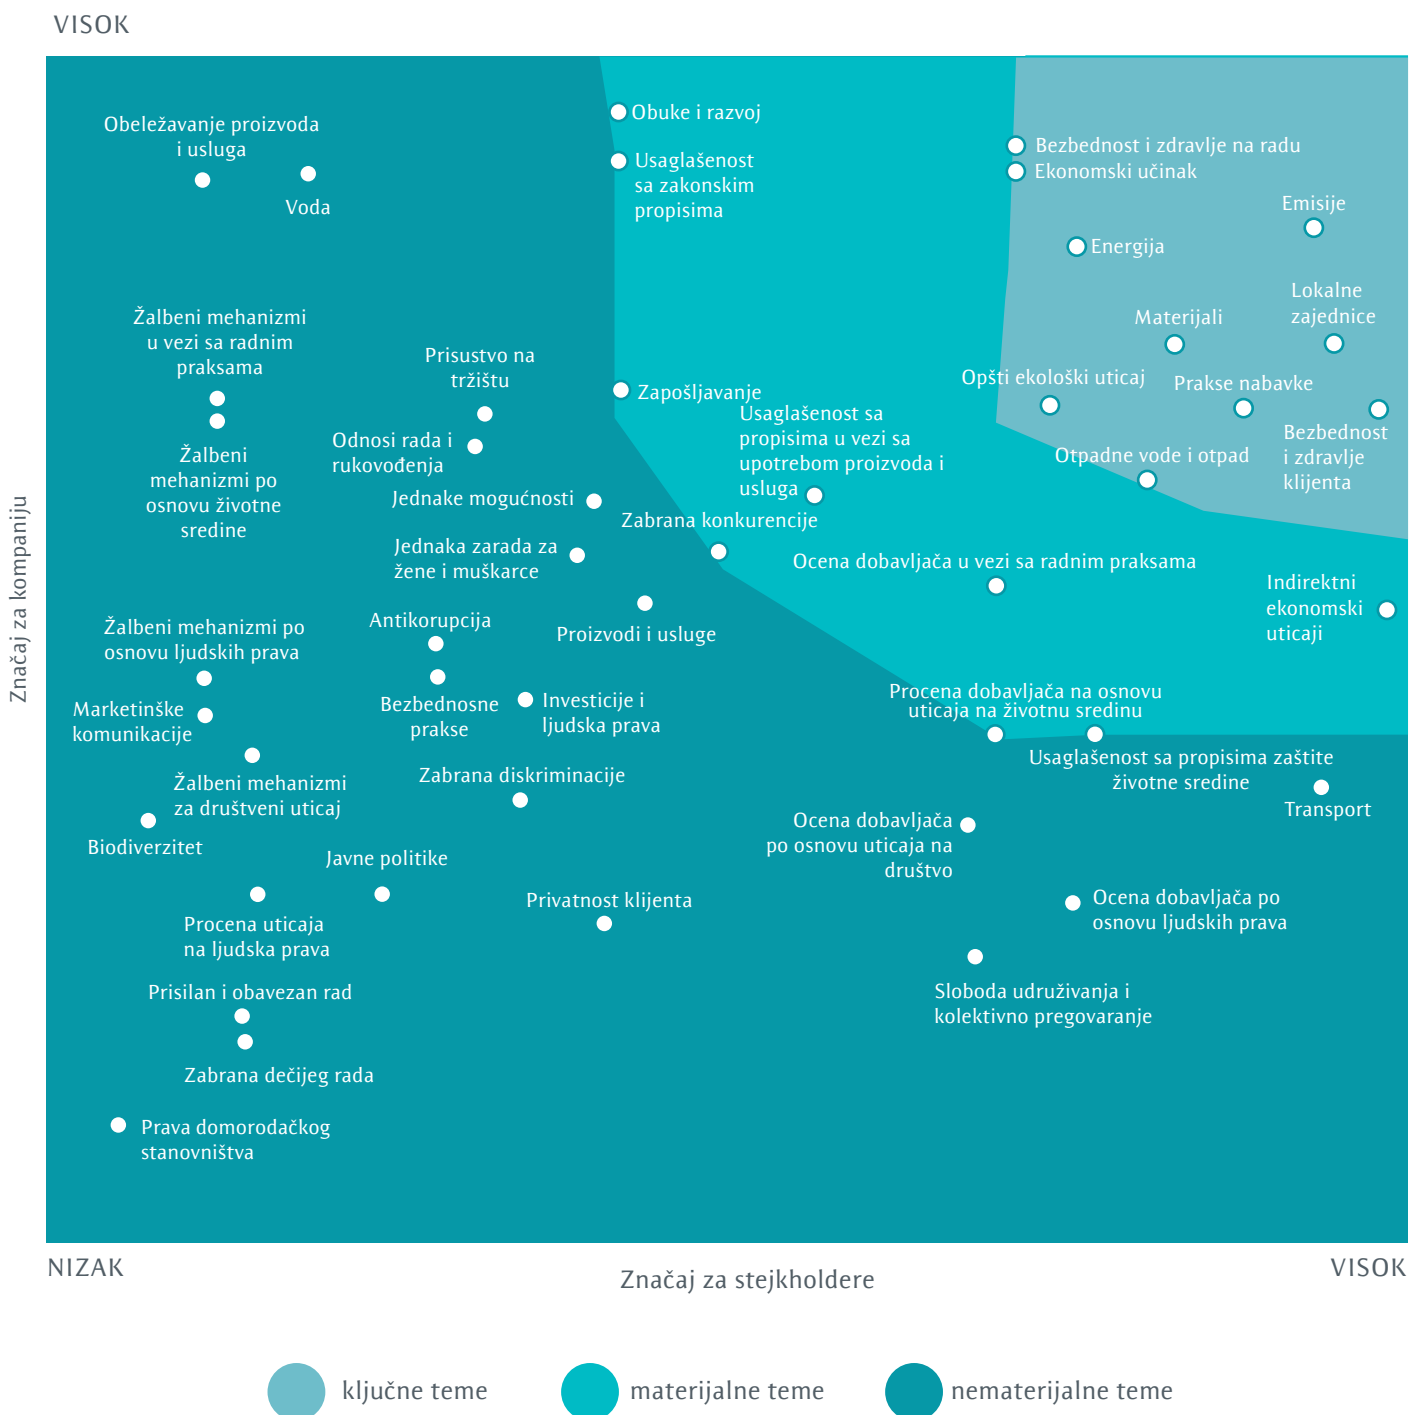 VISOK
Obeležavanje proizvoda
i usluga
Voda
Obuke i razvoj
Usaglašenost
sa zakonskim
propisima
Bezbednost i zdravlje na radu
Ekonomski učinak
Emisije
Energija
Lokalne
zajednice
Materijali
Žalbeni mehanizmi
u vezi sa radnim
praksama
Prisustvo na
tržištu
Zapošljavanje
Opšti ekološki uticaj
Prakse nabavke
Usaglašenost sa
propisima u vezi sa
upotrebom proizvoda i
usluga
Bezbednost
i zdravlje
klijenta
Odnosi rada i
rukovođenja
Otpadne vode i otpad
Žalbeni
mehanizmi po
osnovu životne
sredine
Jednake mogućnosti
Zabrana konkurencije
Jednaka zarada za
žene i muškarce
Ocena dobavljača u vezi sa radnim praksama
Indirektni
ekonomski
uticaji
Značaj za kompaniju
Žalbeni mehanizmi po
osnovu ljudskih prava
Antikorupcija
Proizvodi i usluge
Marketinške
komunikacije
Bezbednosne
prakse
Investicije i
ljudska prava
Procena dobavljača na osnovu
uticaja na životnu sredinu
Usaglašenost sa propisima zaštite
životne sredine
Žalbeni mehanizmi
za društveni uticaj
Zabrana diskriminacije
Transport
Biodiverzitet
Javne politike
Ocena dobavljača
po osnovu uticaja na
društvo
Procena uticaja
na ljudska prava
Privatnost klijenta
Ocena dobavljača po
osnovu ljudskih prava
Prisilan i obavezan rad
Sloboda udruživanja i
kolektivno pregovaranje
Zabrana dečijeg rada
Prava domorodačkog
stanovništva
NIZAK
Značaj za stejkholdere
VISOK
ključne teme
materijalne teme
nematerijalne teme